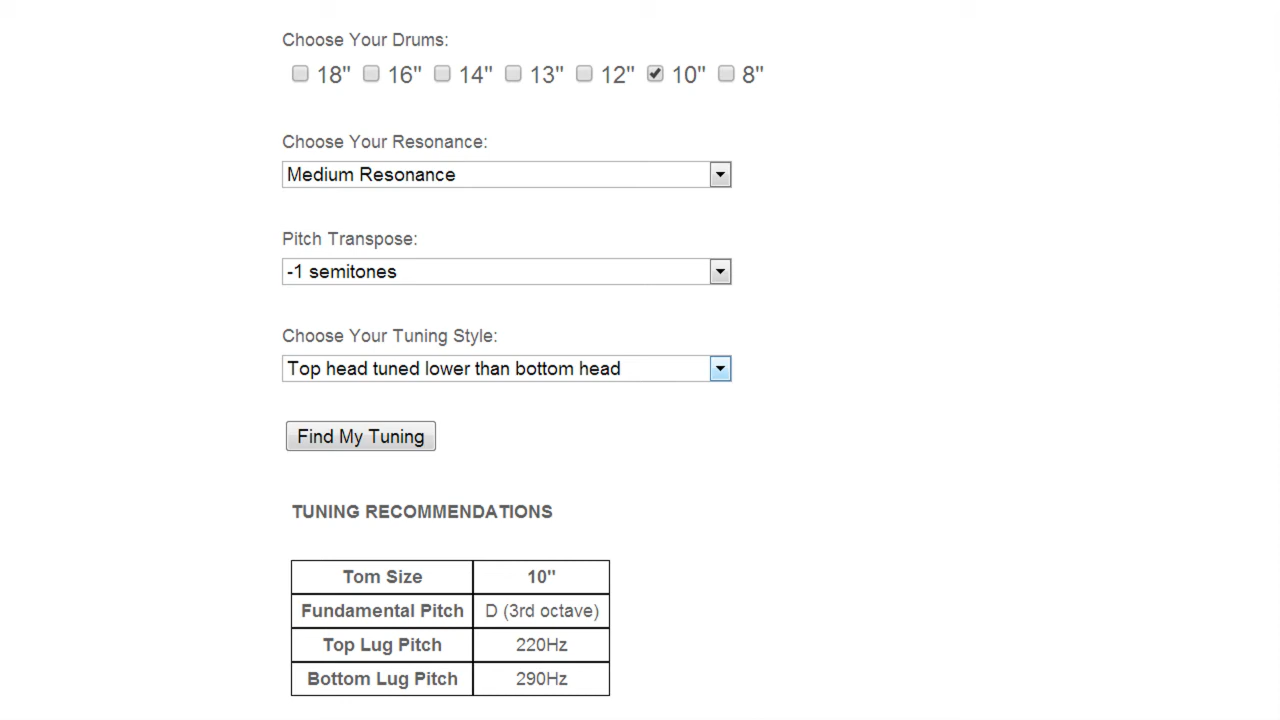 Choose Your Drums:
18" 16" 14" 13" 12" 10" 8"
Choose Your Resonance:
Medium Resonance
Pitch Transpose:
-1 semitones
Choose Your Tuning Style:
Top head tuned lower than bottom head
Find My Tuning
TUNING RECOMMENDATIONS
Tom Size 10"
Fundamental Pitch D (3rd octave)
Top Lug Pitch 220Hz
Bottom Lug Pitch 290Hz